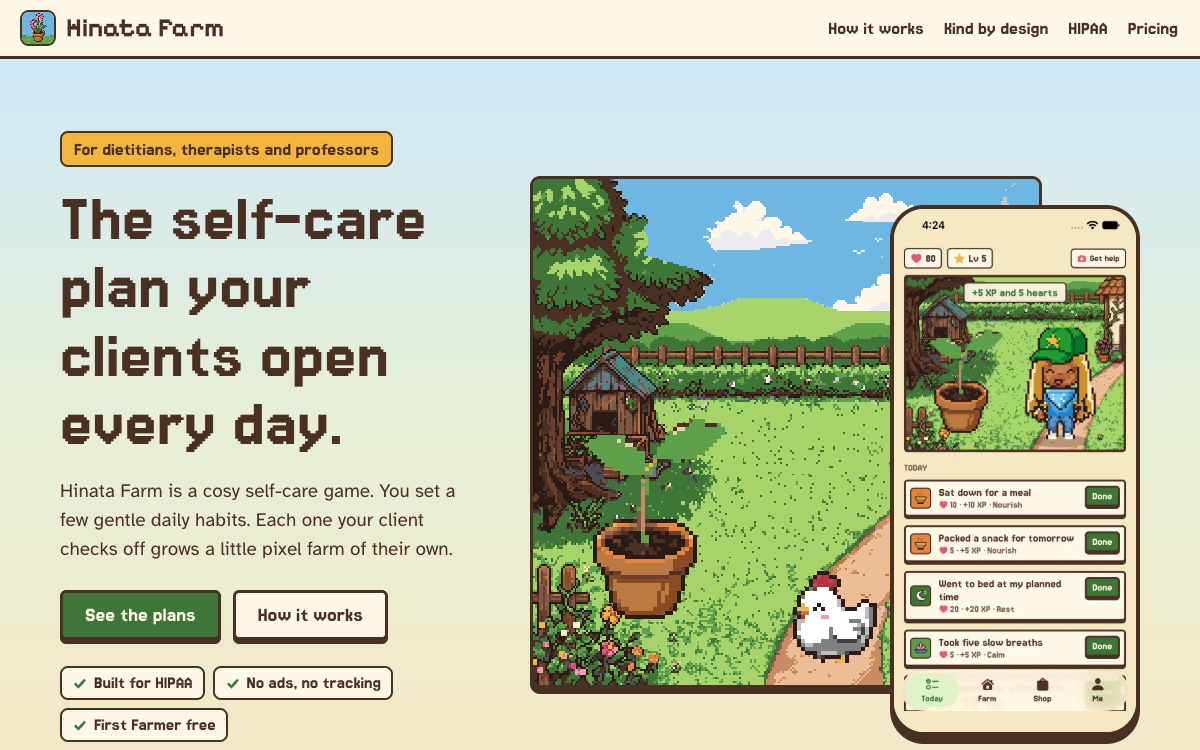 Hinata Farm
How it works
Kind by design
HIPAA
Pricing
For dietitians, therapists and professors
The self-care
plan your
clients open
every day.
Hinata Farm is a cosy self-care game. You set a
few gentle daily habits. Each one your client
checks off grows a little pixel farm of their own.
See the plans
How it works
Built for HIPAA
No ads, no tracking
First Farmer free
4:24
80
Lv 5
Get help
+5 XP and 5 hearts
TODAY
Sat down for a meal
10 · +10 XP · Nourish
Done
Packed a snack for tomorrow
5 · +5 XP · Nourish
Done
Went to bed at my planned
time
20 · +20 XP · Rest
Done
Took five slow breaths
5 · +5 XP · Calm
Done
Today
Farm
Shop
Me